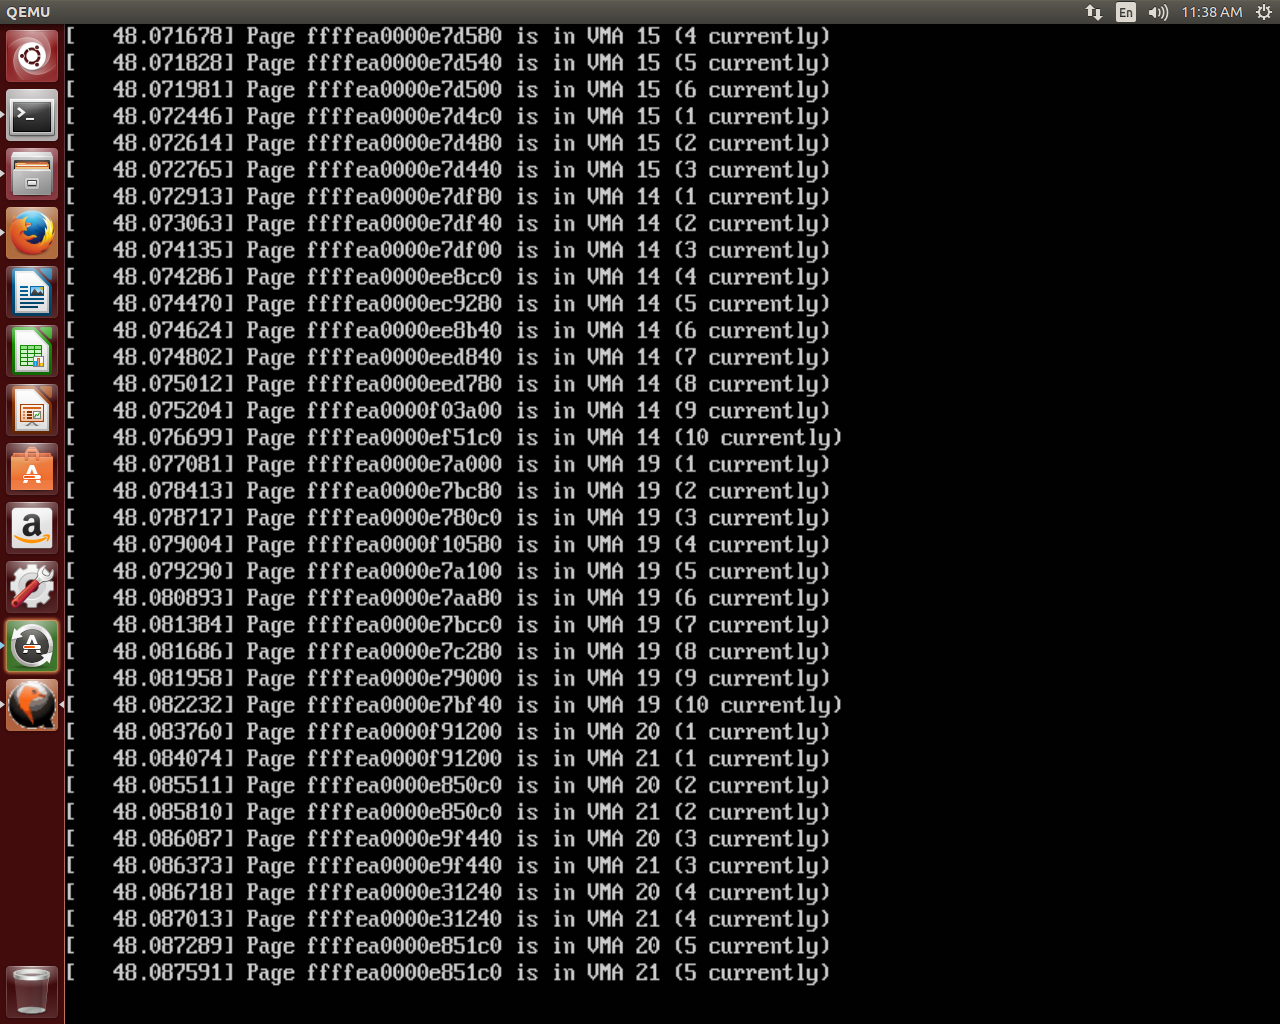 QEMU
En
11:38 AM
[   48.071678] Page ffffea0000e7d580 is in VMA 15 (4 currently)
[   48.071828] Page ffffea0000e7d540 is in VMA 15 (5 currently)
[   48.071981] Page ffffea0000e7d500 is in VMA 15 (6 currently)
[   48.072446] Page ffffea0000e7d4c0 is in VMA 15 (1 currently)
[   48.072614] Page ffffea0000e7d480 is in VMA 15 (2 currently)
[   48.072765] Page ffffea0000e7d440 is in VMA 15 (3 currently)
[   48.072913] Page ffffea0000e7df80 is in VMA 14 (1 currently)
[   48.073063] Page ffffea0000e7df40 is in VMA 14 (2 currently)
[   48.074135] Page ffffea0000e7df00 is in VMA 14 (3 currently)
[   48.074286] Page ffffea0000ee8cc0 is in VMA 14 (4 currently)
[   48.074470] Page ffffea0000ec9280 is in VMA 14 (5 currently)
[   48.074624] Page ffffea0000ee8b40 is in VMA 14 (6 currently)
[   48.074802] Page ffffea0000eed840 is in VMA 14 (7 currently)
[   48.075012] Page ffffea0000eed780 is in VMA 14 (8 currently)
[   48.075204] Page ffffea0000f03a00 is in VMA 14 (9 currently)
[   48.076699] Page ffffea0000ef51c0 is in VMA 14 (10 currently)
[   48.077081] Page ffffea0000e7a000 is in VMA 19 (1 currently)
[   48.078413] Page ffffea0000e7bc80 is in VMA 19 (2 currently)
[   48.078717] Page ffffea0000e780c0 is in VMA 19 (3 currently)
[   48.079004] Page ffffea0000f10580 is in VMA 19 (4 currently)
[   48.079290] Page ffffea0000e7a100 is in VMA 19 (5 currently)
[   48.080893] Page ffffea0000e7aa80 is in VMA 19 (6 currently)
[   48.081384] Page ffffea0000e7bcc0 is in VMA 19 (7 currently)
[   48.081686] Page ffffea0000e7c280 is in VMA 19 (8 currently)
[   48.081958] Page ffffea0000e79000 is in VMA 19 (9 currently)
[   48.082232] Page ffffea0000e7bf40 is in VMA 19 (10 currently)
[   48.083760] Page ffffea0000f91200 is in VMA 20 (1 currently)
[   48.084074] Page ffffea0000f91200 is in VMA 21 (1 currently)
[   48.085511] Page ffffea0000e850c0 is in VMA 20 (2 currently)
[   48.085810] Page ffffea0000e850c0 is in VMA 21 (2 currently)
[   48.086087] Page ffffea0000e9f440 is in VMA 20 (3 currently)
[   48.086373] Page ffffea0000e9f440 is in VMA 21 (3 currently)
[   48.086718] Page ffffea0000e31240 is in VMA 20 (4 currently)
[   48.087013] Page ffffea0000e31240 is in VMA 21 (4 currently)
[   48.087289] Page ffffea0000e851c0 is in VMA 20 (5 currently)
[   48.087591] Page ffffea0000e851c0 is in VMA 21 (5 currently)